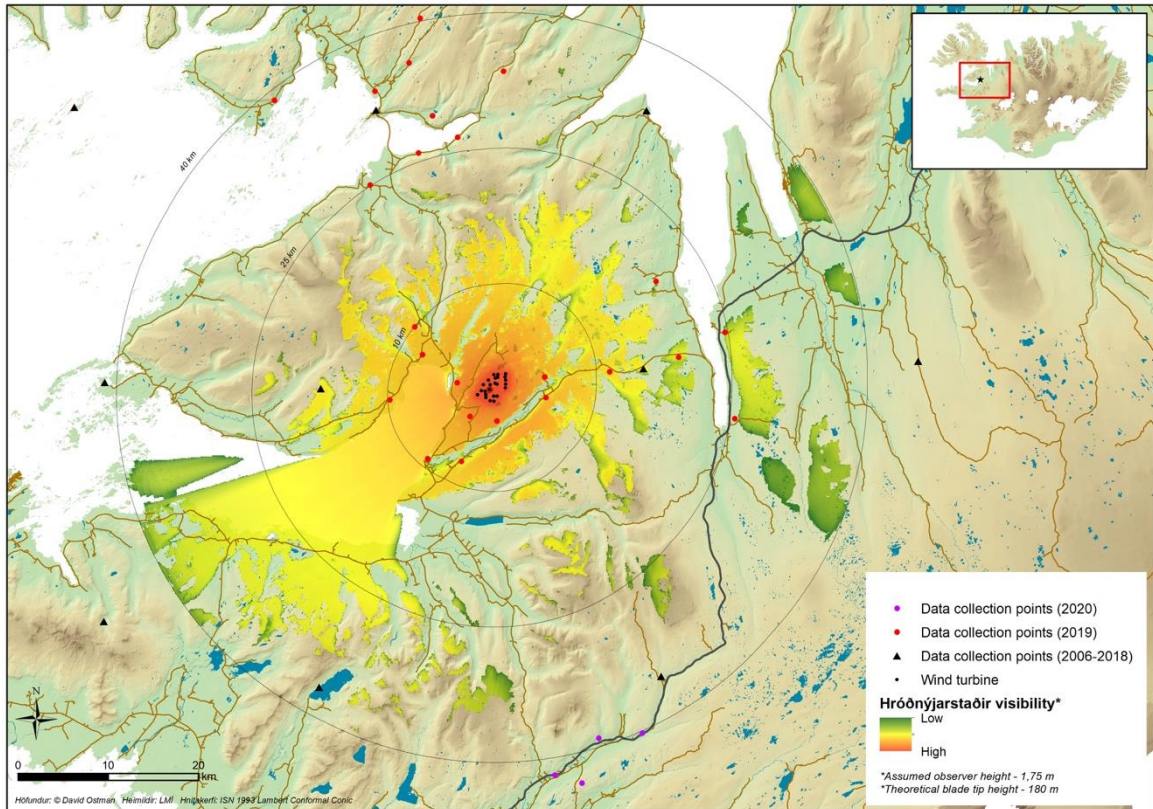 40 km
25 km
10 km
Data collection points (2020)
Data collection points (2019)
Data collection points (2006-2018)
Wind turbine
Hróðnýjarstaðir visibility*
Low
High
*Assumed observer height - 1,75 m
*Theoretical blade tip height - 180 m
N
0 10 20
km
Höfundur: © David Ostman Heimildir: LMÍ Hnitakerfi: ISN 1993 Lambert Conformal Conic